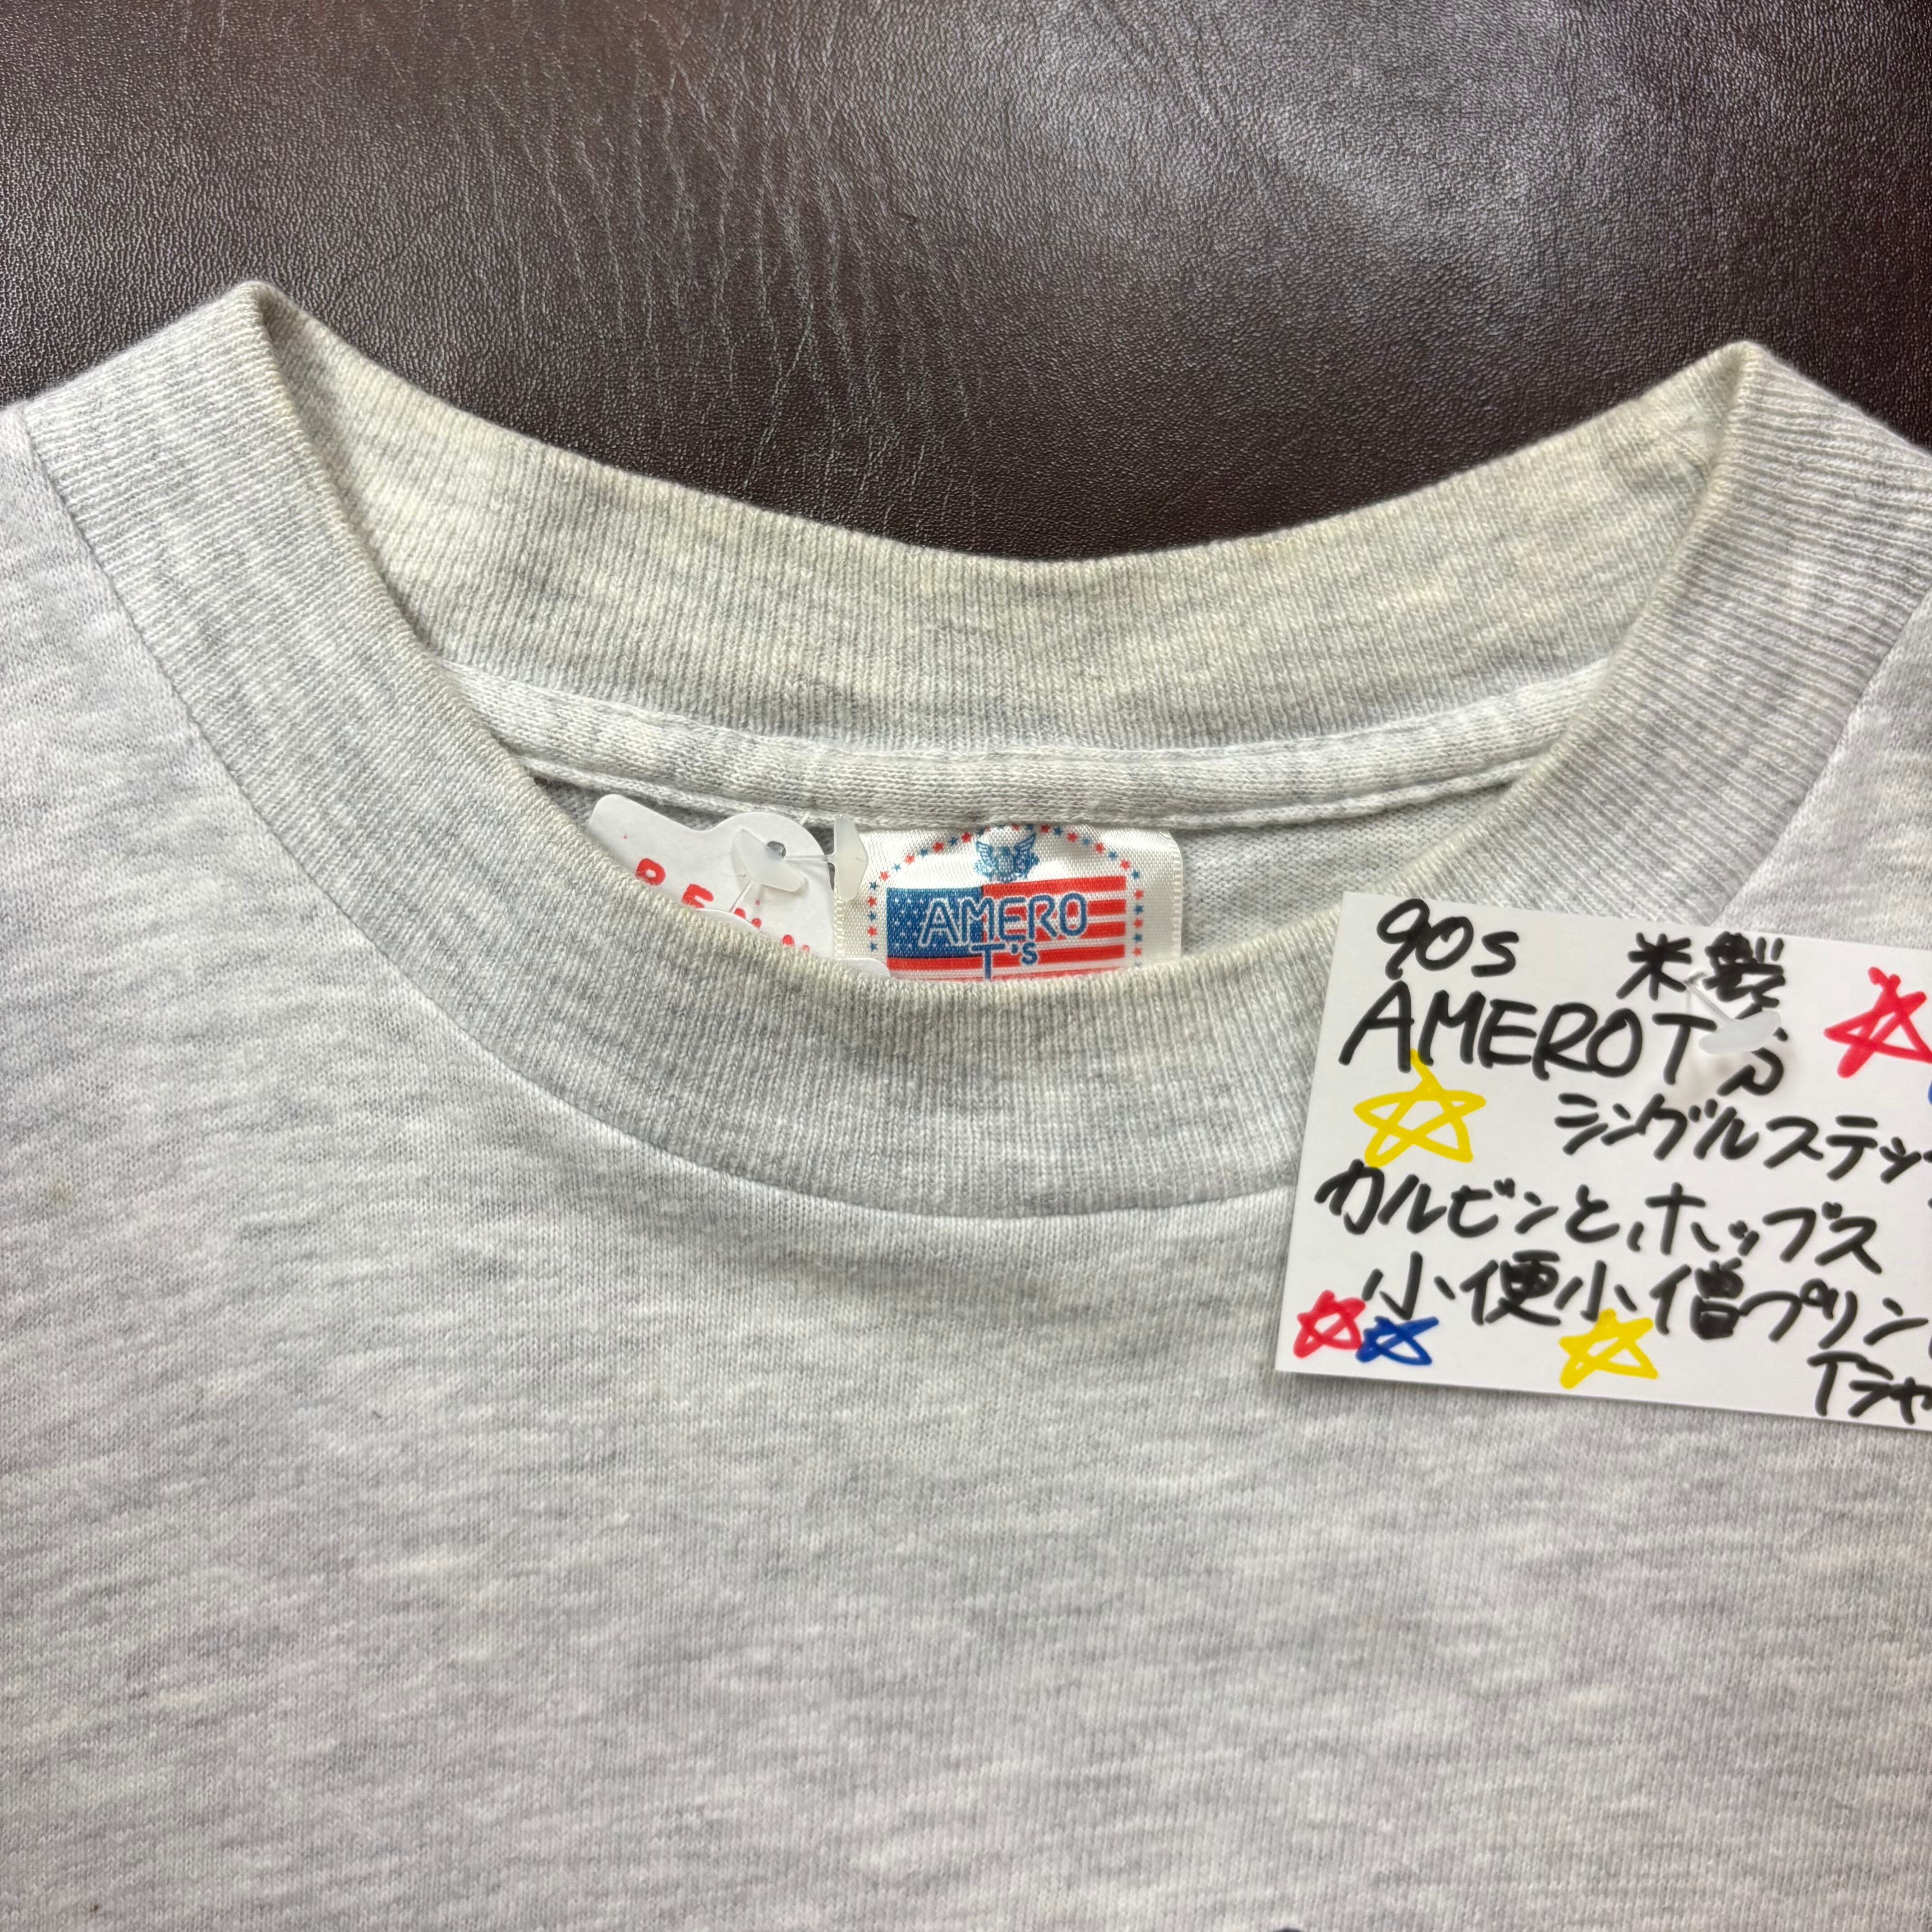 AMERO
T's
90s 米製
AMERO T's
シングルステッ
カルビンとホッブス
小便小僧プリン
Tシャ